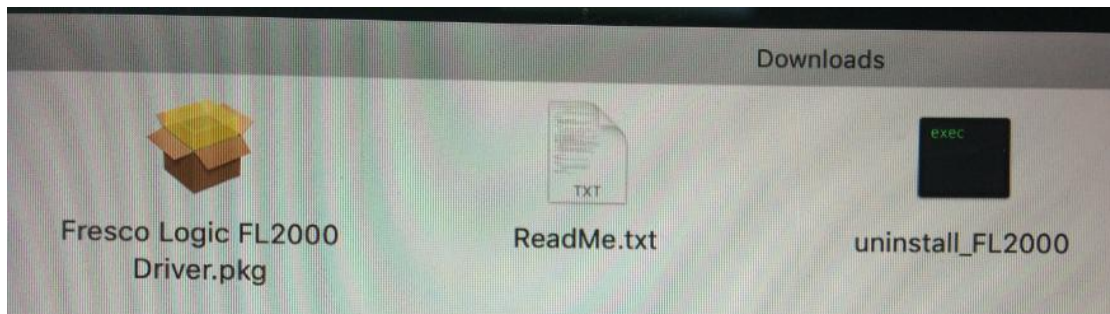 Downloads
exec
TXT
Fresco Logic FL2000
Driver.pkg
ReadMe.txt
uninstall_FL2000